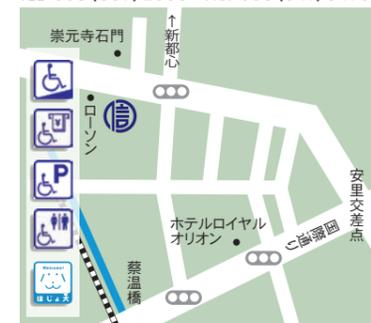 ↑新都心
崇元寺石門
ローソン
信
P
安里交差点
ホテルロイヤル
オリオン
国際通り
蔡温橋
Welcome!
ほじょ犬